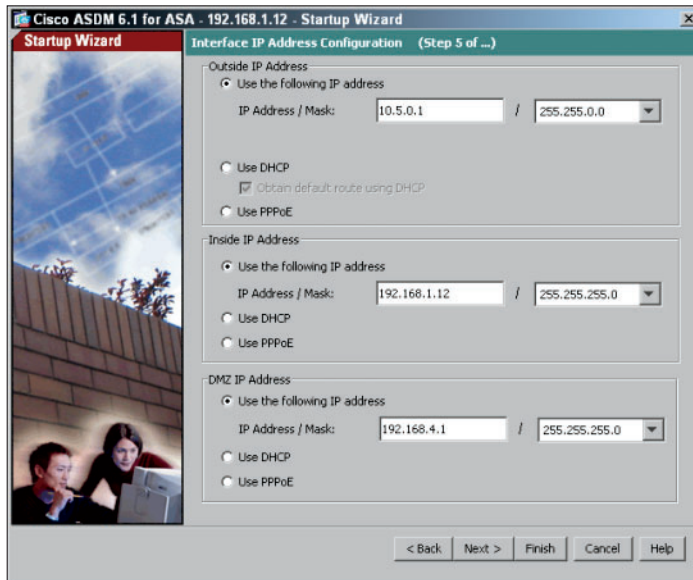 Cisco ASDM 6.1 for ASA - 192.168.1.12 - Startup Wizard
Startup Wizard
Interface IP Address Configuration (Step 5 of ...)
Outside IP Address
Use the following IP address
IP Address / Mask: 10.5.0.1 / 255.255.0.0
Use DHCP
Obtain default route using DHCP
Use PPPoE
Inside IP Address
Use the following IP address
IP Address / Mask: 192.168.1.12 / 255.255.255.0
Use DHCP
Use PPPoE
DMZ IP Address
Use the following IP address
IP Address / Mask: 192.168.4.1 / 255.255.255.0
Use DHCP
Use PPPoE
< Back Next > Finish Cancel Help